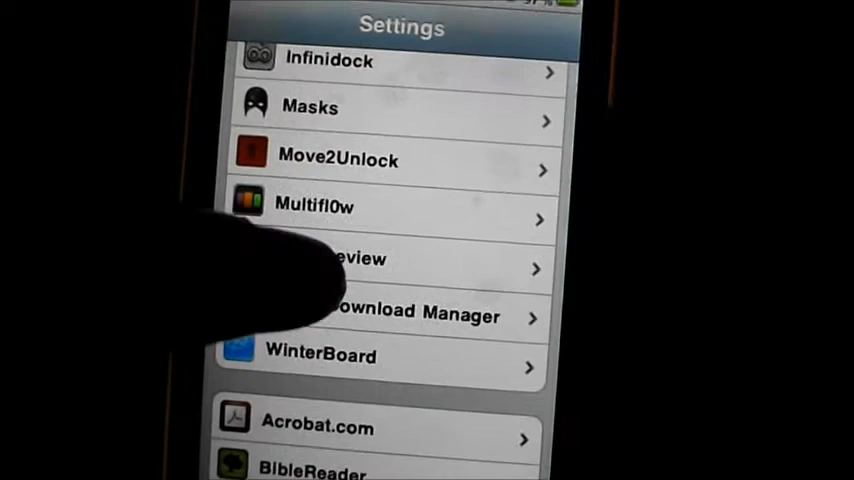 Settings
Infinidock
Masks
Move2Unlock
Multifl0w
eview
ownload Manager
WinterBoard
Acrobat.com
BibleReader